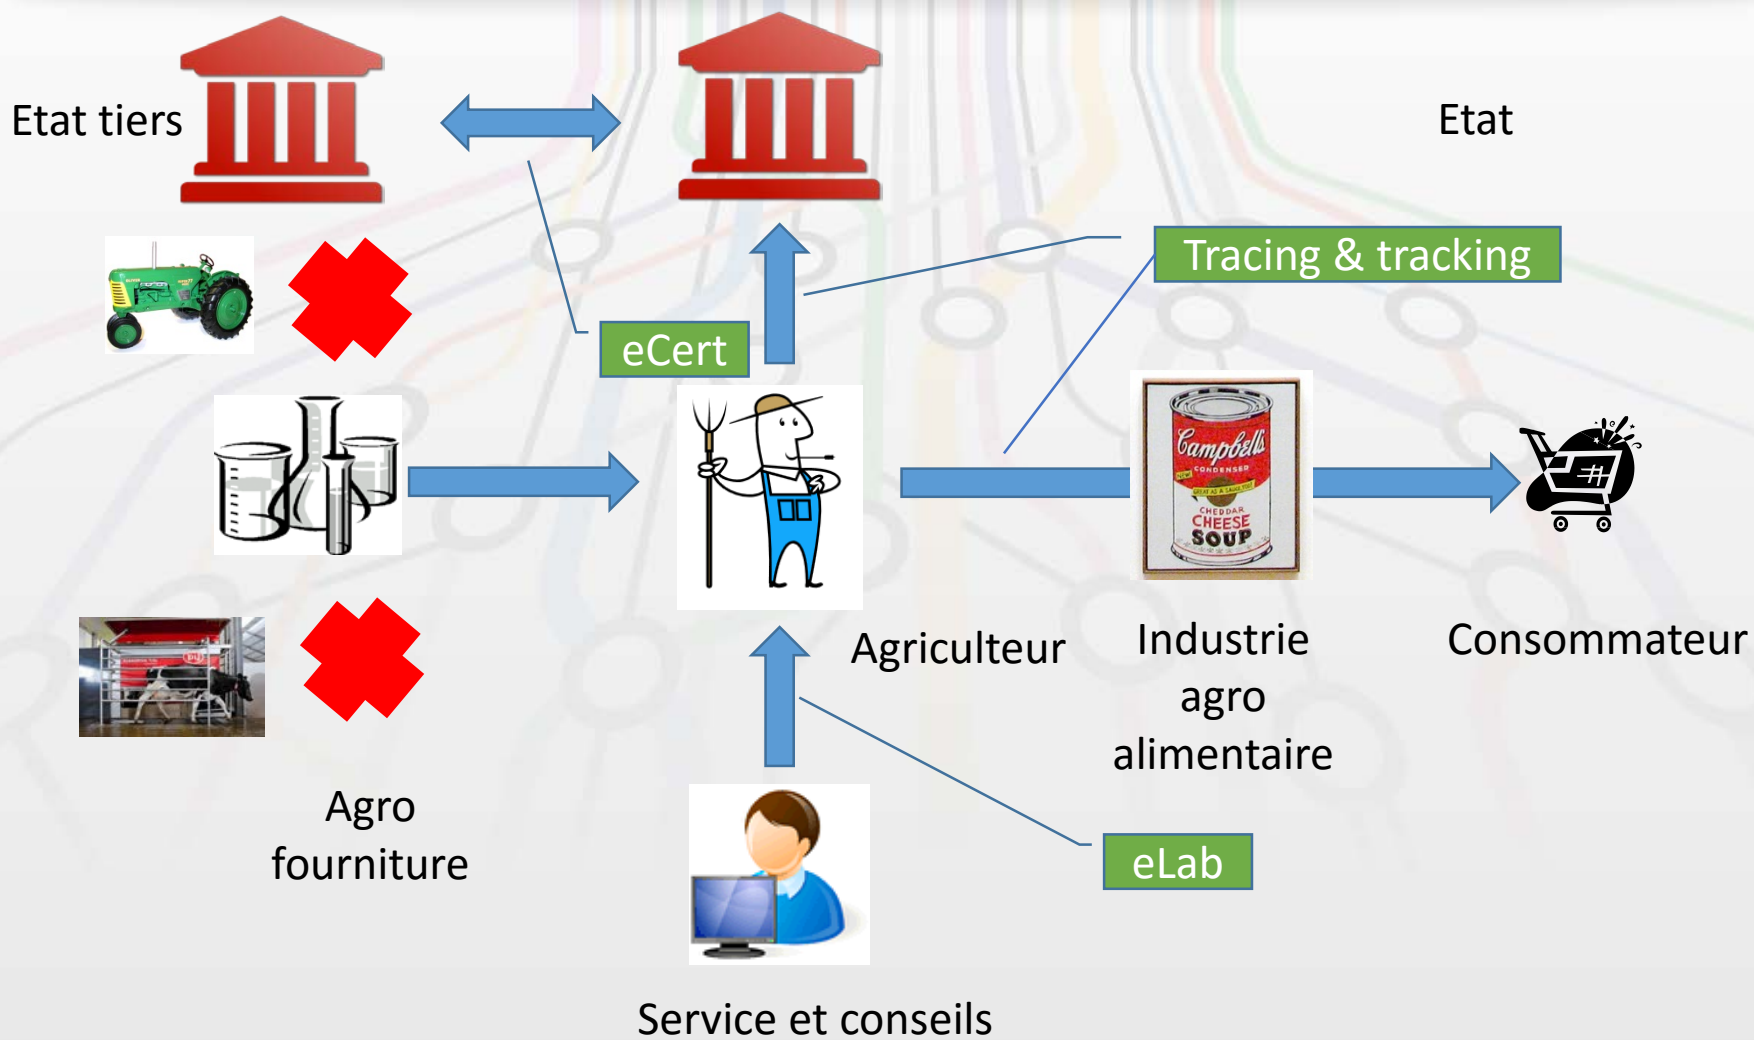 Etat tiers
Etat
Tracing & tracking
eCert
Campbell's
CONDENSED
CHEDDAR
CHEESE
SOUP
Agriculteur
Industrie
agro
alimentaire
Consommateur
Agro
fourniture
eLab
Service et conseils